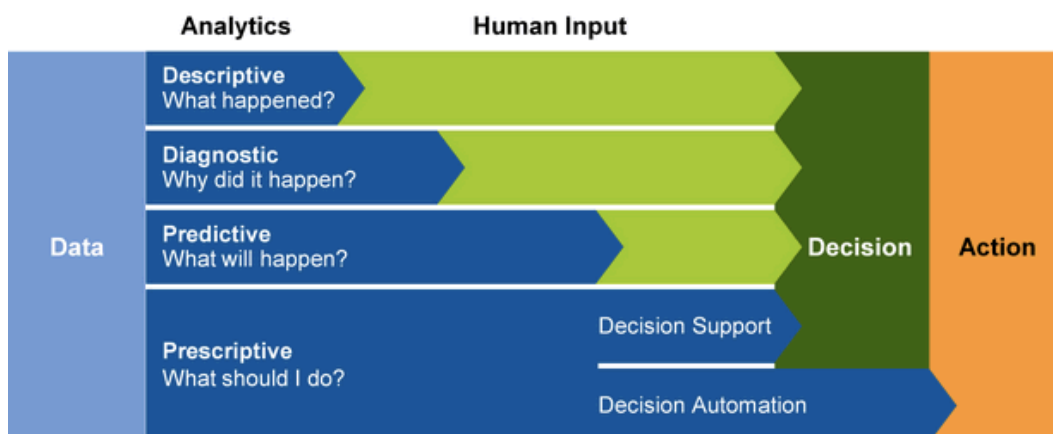 Analytics
Human Input
Data
Descriptive
What happened?
Diagnostic
Why did it happen?
Predictive
What will happen?
Prescriptive
What should I do?
Decision Support
Decision Automation
Decision
Action